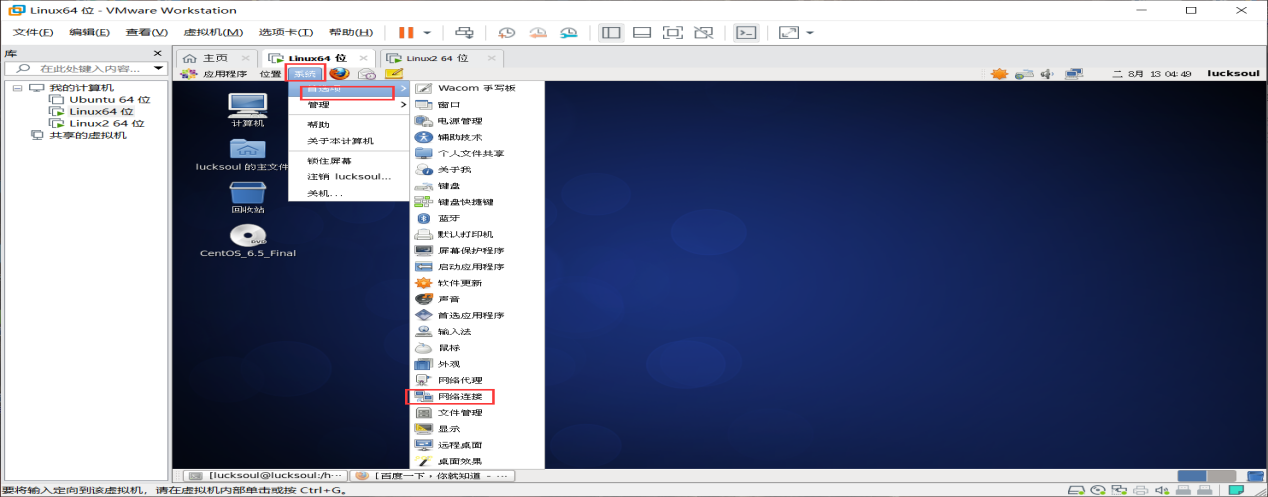 Linux64 位 - VMware Workstation
文件(F) 编辑(E) 查看(V) 虚拟机(M) 选项卡(T) 帮助(H)
库
在此处键入内容...
我的计算机
Ubuntu 64 位
Linux64 位
Linux2 64 位
共享的虚拟机
主页 Linux64 位 Linux2 64 位
应用程序 位置 系统
二 8月 13 04:49 lucksoul
计算机
lucksoul 的主文件
回收站
DVD
CentOS_6.5_Final
首选项
管理
帮助
关于本计算机
锁住屏幕
注销 lucksoul...
关机...
Wacom 手写板
窗口
电源管理
辅助技术
个人文件共享
关于我
键盘
键盘快捷键
蓝牙
默认打印机
屏幕保护程序
启动应用程序
软件更新
声音
首选应用程序
输入法
鼠标
外观
网络代理
网络连接
文件管理
显示
远程桌面
桌面效果
[lucksoul@lucksoul:/h... [百度一下，你就知道 - ...
要将输入定向到该虚拟机，请在虚拟机内部单击或按 Ctrl+G。